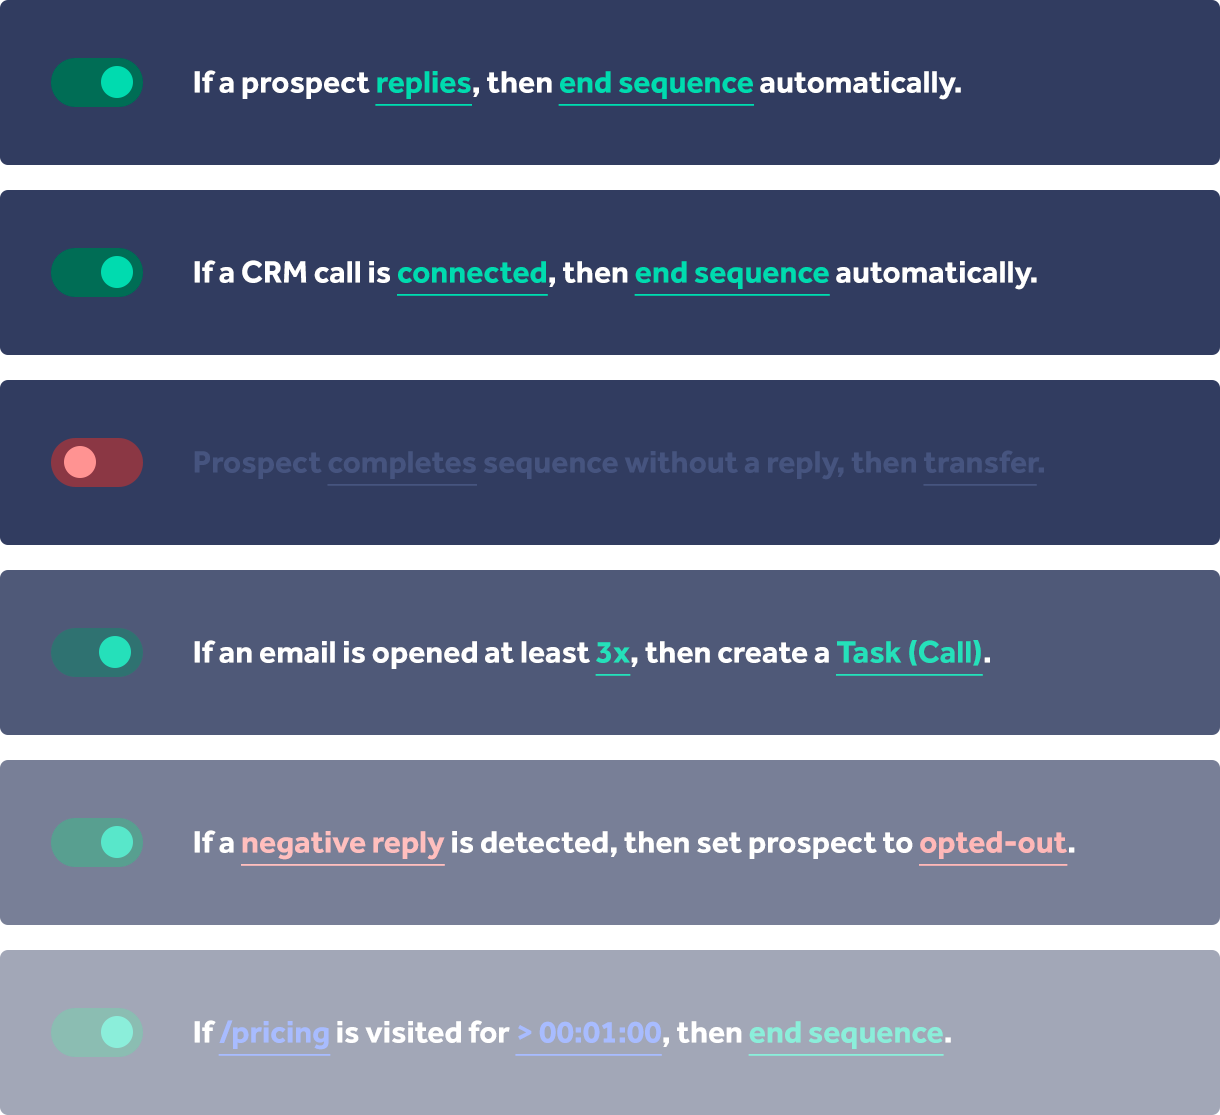 If a prospect replies, then end sequence automatically.
If a CRM call is connected, then end sequence automatically.
Prospect completes sequence without a reply, then transfer.
If an email is opened at least 3x, then create a Task (Call).
If a negative reply is detected, then set prospect to opted-out.
If /pricing is visited for > 00:01:00, then end sequence.